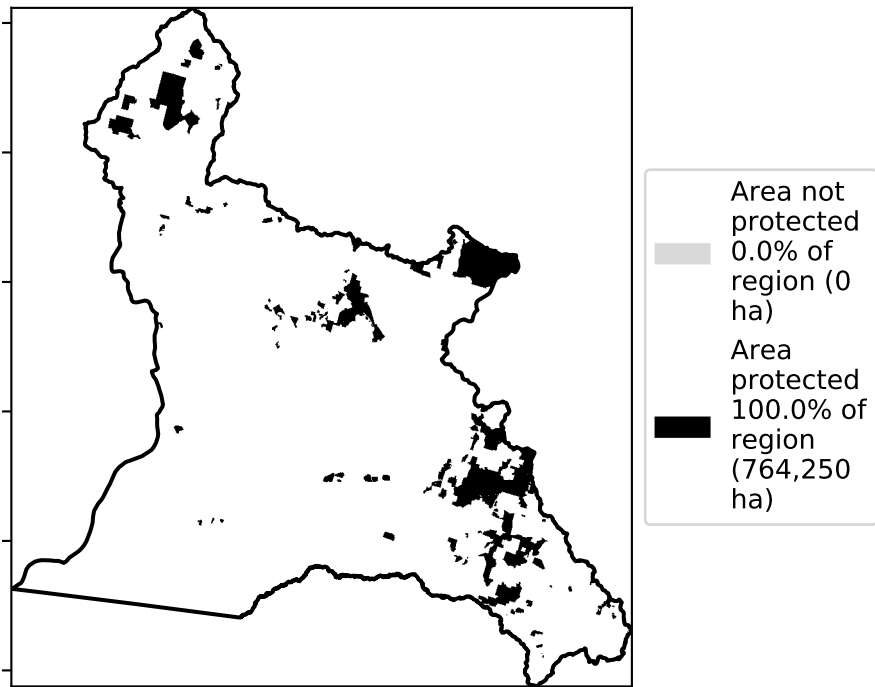 Area not
protected
0.0% of
region (0
ha)
Area
protected
100.0% of
region
(764,250
ha)